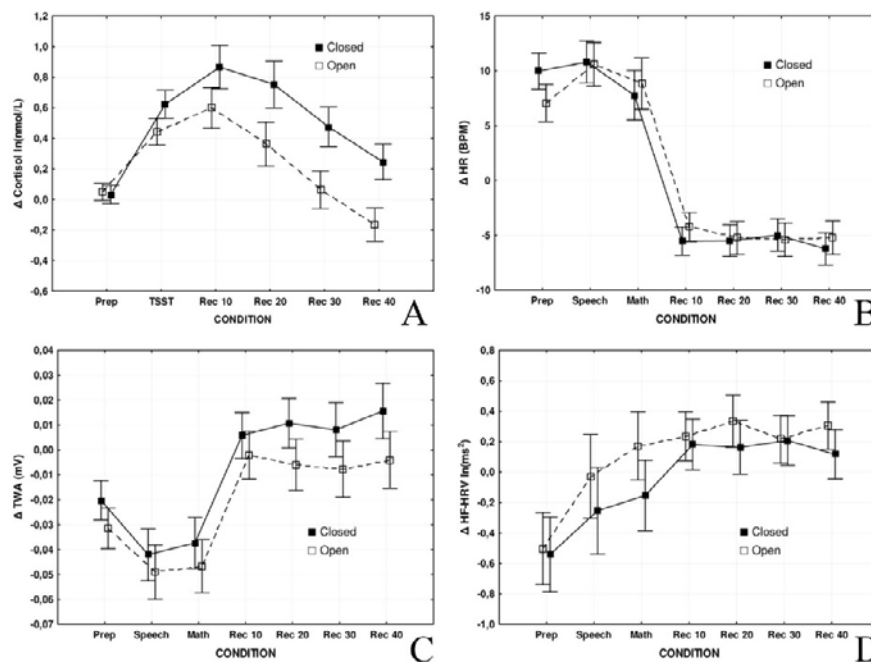 1,2
1,0
0,8
0,6
0,4
0,2
0,0
-0,2
-0,4
-0,6
Δ Cortisol ln(nmol/L)
Closed
Open
Prep TSST Rec 10 Rec 20 Rec 30 Rec 40
CONDITION
A
15
10
5
0
-5
-10
Δ HR (BPM)
Closed
Open
Prep Speech Math Rec 10 Rec 20 Rec 30 Rec 40
CONDITION
B
0,04
0,03
0,02
0,01
0,00
-0,01
-0,02
-0,03
-0,04
-0,05
-0,06
-0,07
Δ TWA (mV)
Closed
Open
Prep Speech Math Rec 10 Rec 20 Rec 30 Rec 40
CONDITION
C
0,8
0,6
0,4
0,2
0,0
-0,2
-0,4
-0,6
-0,8
-1,0
Δ HF-HRV ln(ms²)
Closed
Open
Prep Speech Math Rec 10 Rec 20 Rec 30 Rec 40
CONDITION
D